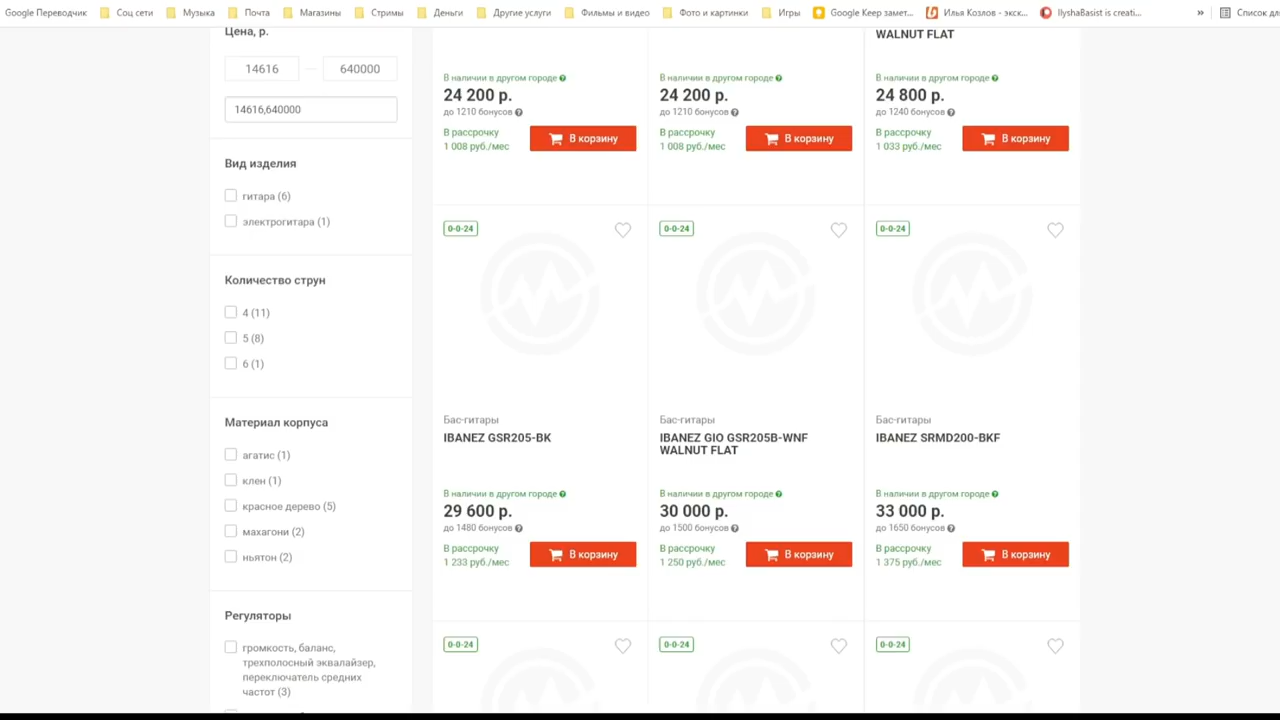 Google Переводчик
Соц сети
Музыка
Почта
Магазины
Стримы
Деньги
Другие услуги
Фильмы и видео
Фото и картинки
Игры
Google Keep замет...
Илья Козлов - экск...
IlyshaBasist is creati...
»
Список дл
Цена, р.
14616 — 640000
14616,640000
Вид изделия
гитара (6)
электрогитара (1)
Количество струн
4 (11)
5 (8)
6 (1)
Материал корпуса
агатис (1)
клен (1)
красное дерево (5)
махагони (2)
ньятон (2)
Регуляторы
громкость, баланс,
трехполосный эквалайзер,
переключатель средних
частот (3)
В наличии в другом городе
24 200 р.
до 1210 бонусов
В рассрочку
1 008 руб./мес
В корзину
В наличии в другом городе
24 200 р.
до 1210 бонусов
В рассрочку
1 008 руб./мес
В корзину
WALNUT FLAT
В наличии в другом городе
24 800 р.
до 1240 бонусов
В рассрочку
1 033 руб./мес
В корзину
0-0-24
Бас-гитары
IBANEZ GSR205-BK
В наличии в другом городе
29 600 р.
до 1480 бонусов
В рассрочку
1 233 руб./мес
В корзину
0-0-24
Бас-гитары
IBANEZ GIO GSR205B-WNF
WALNUT FLAT
В наличии в другом городе
30 000 р.
до 1500 бонусов
В рассрочку
1 250 руб./мес
В корзину
0-0-24
Бас-гитары
IBANEZ SRMD200-BKF
В наличии в другом городе
33 000 р.
до 1650 бонусов
В рассрочку
1 375 руб./мес
В корзину
0-0-24
0-0-24
0-0-24